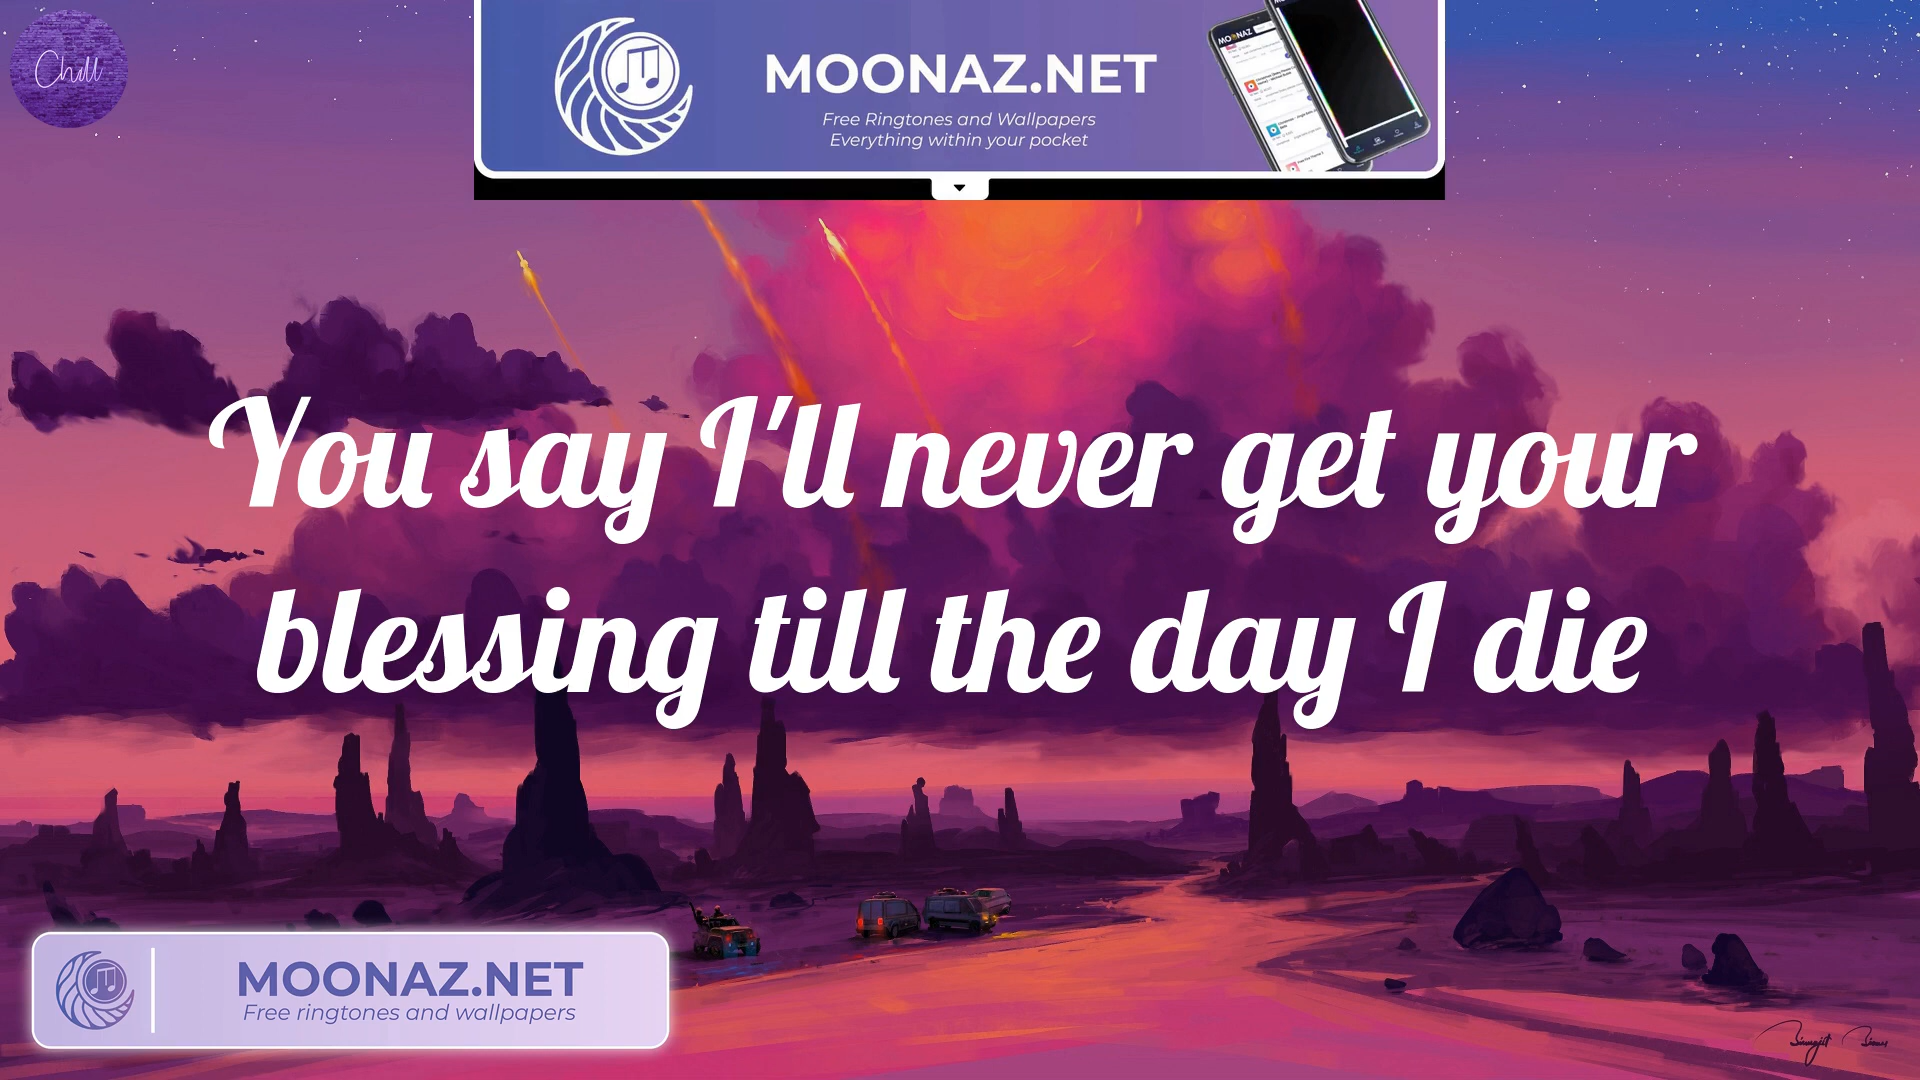 Chill
MOONAZ.NET
Free Ringtones and Wallpapers
Everything within your pocket
MOONAZ
You say I'll never get your
blessing till the day I die
MOONAZ.NET
Free ringtones and wallpapers